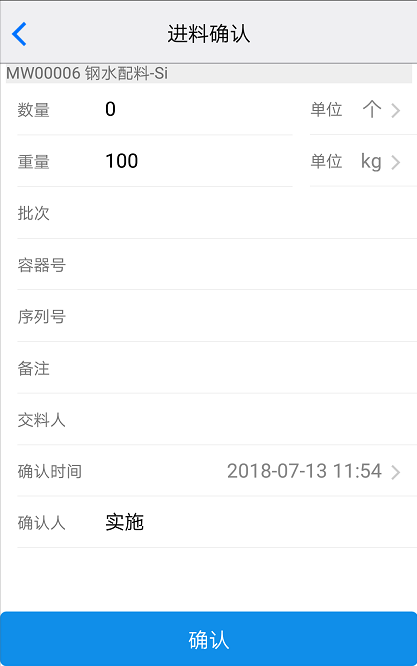 进料确认
MW00006 钢水配料-Si
数量 0 单位 个
重量 100 单位 kg
批次
容器号
序列号
备注
交料人
确认时间 2018-07-13 11:54
确认人 实施
确认